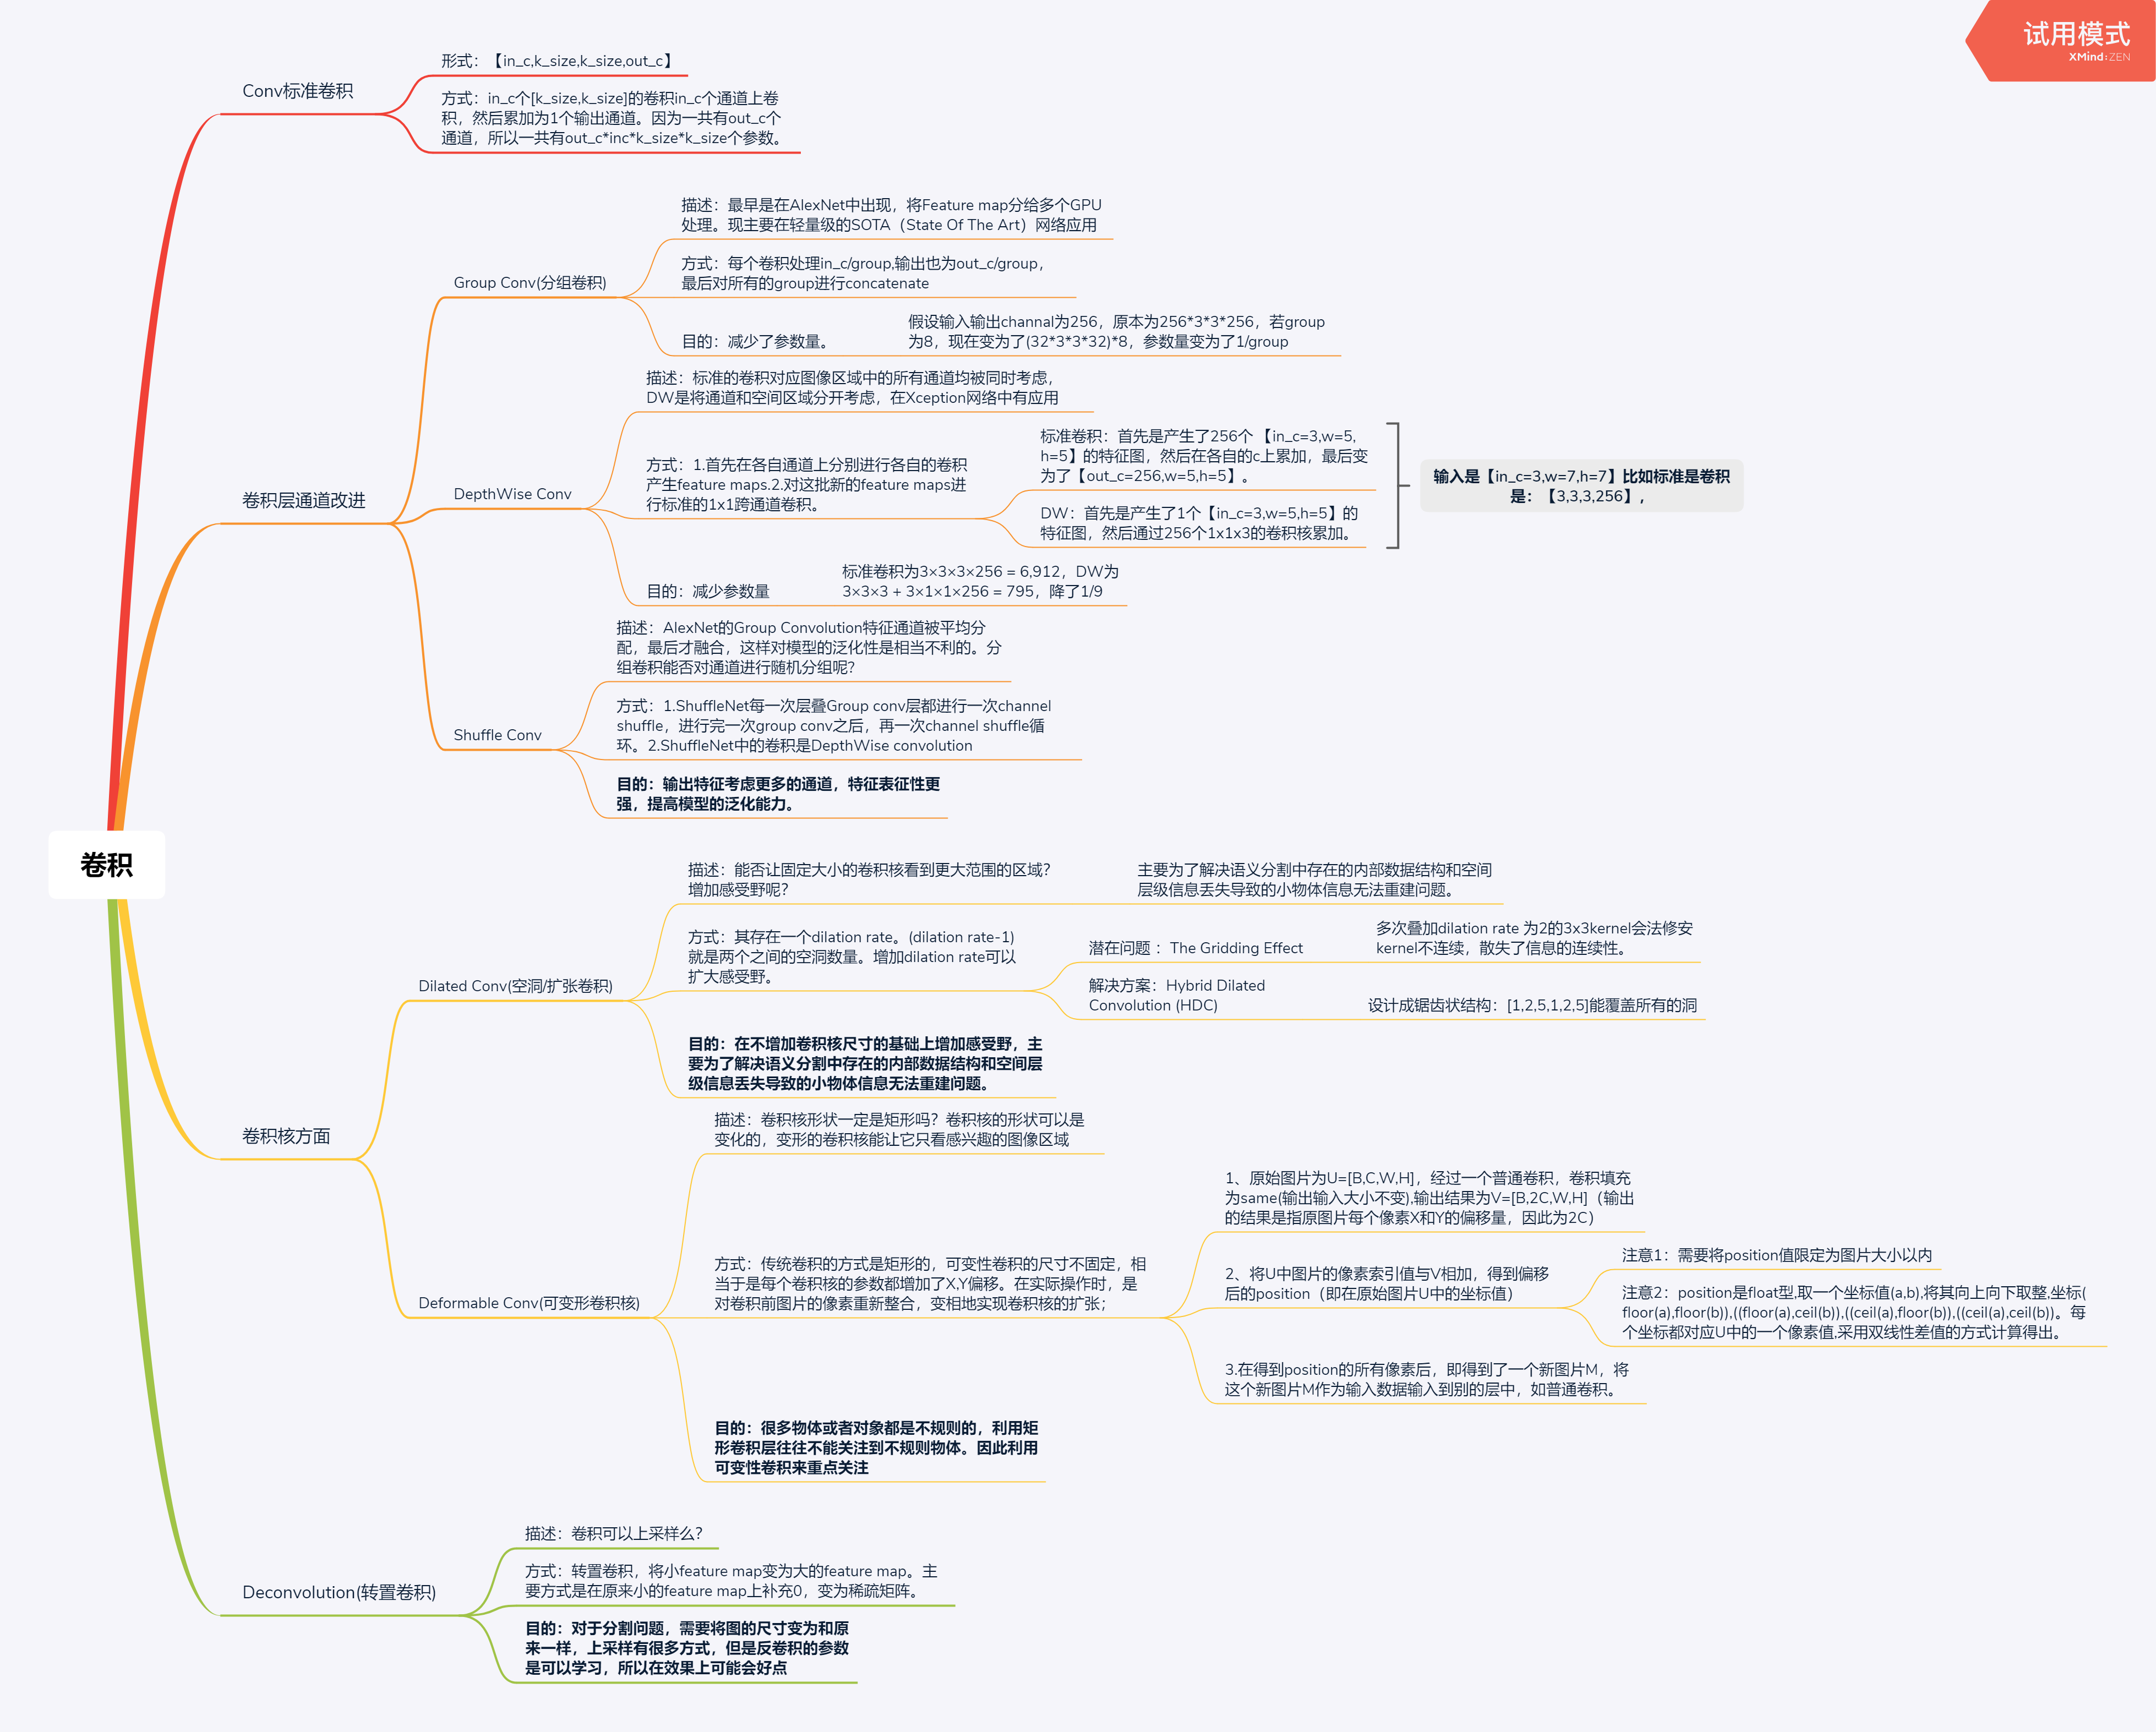 试用模式
XMind:ZEN
卷积
Conv标准卷积
形式：【in_c,k_size,k_size,out_c】
方式：in_c个[k_size,k_size]的卷积in_c个通道上卷
积，然后累加为1个输出通道。因为一共有out_c个
通道，所以一共有out_c*inc*k_size*k_size个参数。
卷积层通道改进
Group Conv(分组卷积)
描述：最早是在AlexNet中出现，将Feature map分给多个GPU
处理。现主要在轻量级的SOTA（State Of The Art）网络应用
方式：每个卷积处理in_c/group,输出也为out_c/group，
最后对所有的group进行concatenate
目的：减少了参数量。
假设输入输出channal为256，原本为256*3*3*256，若group
为8，现在变为了(32*3*3*32)*8，参数量变为了1/group
DepthWise Conv
描述：标准的卷积对应图像区域中的所有通道均被同时考虑，
DW是将通道和空间区域分开考虑，在Xception网络中有应用
方式：1.首先在各自通道上分别进行各自的卷积
产生feature maps.2.对这批新的feature maps进
行标准的1x1跨通道卷积。
标准卷积：首先是产生了256个 【in_c=3,w=5,
h=5】的特征图，然后在各自的c上累加，最后变
为了【out_c=256,w=5,h=5】。
DW：首先是产生了1个【in_c=3,w=5,h=5】的
特征图，然后通过256个1x1x3的卷积核累加。
输入是【in_c=3,w=7,h=7】比如标准是卷积
是：【3,3,3,256】，
目的：减少参数量
标准卷积为3×3×3×256 = 6,912，DW为
3×3×3 + 3×1×1×256 = 795，降了1/9
Shuffle Conv
描述：AlexNet的Group Convolution特征通道被平均分
配，最后才融合，这样对模型的泛化性是相当不利的。分
组卷积能否对通道进行随机分组呢？
方式：1.ShuffleNet每一次层叠Group conv层都进行一次channel
shuffle，进行完一次group conv之后，再一次channel shuffle循
环。2.ShuffleNet中的卷积是DepthWise convolution
目的：输出特征考虑更多的通道，特征表征性更
强，提高模型的泛化能力。
卷积核方面
Dilated Conv(空洞/扩张卷积)
描述：能否让固定大小的卷积核看到更大范围的区域？
增加感受野呢？
主要为了解决语义分割中存在的内部数据结构和空间
层级信息丢失导致的小物体信息无法重建问题。
方式：其存在一个dilation rate。(dilation rate-1)
就是两个之间的空洞数量。增加dilation rate可以
扩大感受野。
潜在问题 ：The Gridding Effect
多次叠加dilation rate 为2的3x3kernel会法修安
kernel不连续，散失了信息的连续性。
解决方案：Hybrid Dilated
Convolution (HDC)
设计成锯齿状结构：[1,2,5,1,2,5]能覆盖所有的洞
目的：在不增加卷积核尺寸的基础上增加感受野，主
要为了解决语义分割中存在的内部数据结构和空间层
级信息丢失导致的小物体信息无法重建问题。
Deformable Conv(可变形卷积核)
描述：卷积核形状一定是矩形吗？卷积核的形状可以是
变化的，变形的卷积核能让它只看感兴趣的图像区域
方式：传统卷积的方式是矩形的，可变性卷积的尺寸不固定，相
当于是每个卷积核的参数都增加了X,Y偏移。在实际操作时，是
对卷积前图片的像素重新整合，变相地实现卷积核的扩张；
1、原始图片为U=[B,C,W,H]，经过一个普通卷积，卷积填充
为same(输出输入大小不变),输出结果为V=[B,2C,W,H]（输出
的结果是指原图片每个像素X和Y的偏移量，因此为2C）
2、将U中图片的像素索引值与V相加，得到偏移
后的position（即在原始图片U中的坐标值）
注意1：需要将position值限定为图片大小以内
注意2：position是float型,取一个坐标值(a,b),将其向上向下取整,坐标(
floor(a),floor(b)),((floor(a),ceil(b)),((ceil(a),floor(b)),((ceil(a),ceil(b))。每
个坐标都对应U中的一个像素值,采用双线性差值的方式计算得出。
3.在得到position的所有像素后，即得到了一个新图片M，将
这个新图片M作为输入数据输入到别的层中，如普通卷积。
目的：很多物体或者对象都是不规则的，利用矩
形卷积层往往不能关注到不规则物体。因此利用
可变性卷积来重点关注
Deconvolution(转置卷积)
描述：卷积可以上采样么？
方式：转置卷积，将小feature map变为大的feature map。主
要方式是在原来小的feature map上补充0，变为稀疏矩阵。
目的：对于分割问题，需要将图的尺寸变为和原
来一样，上采样有很多方式，但是反卷积的参数
是可以学习，所以在效果上可能会好点